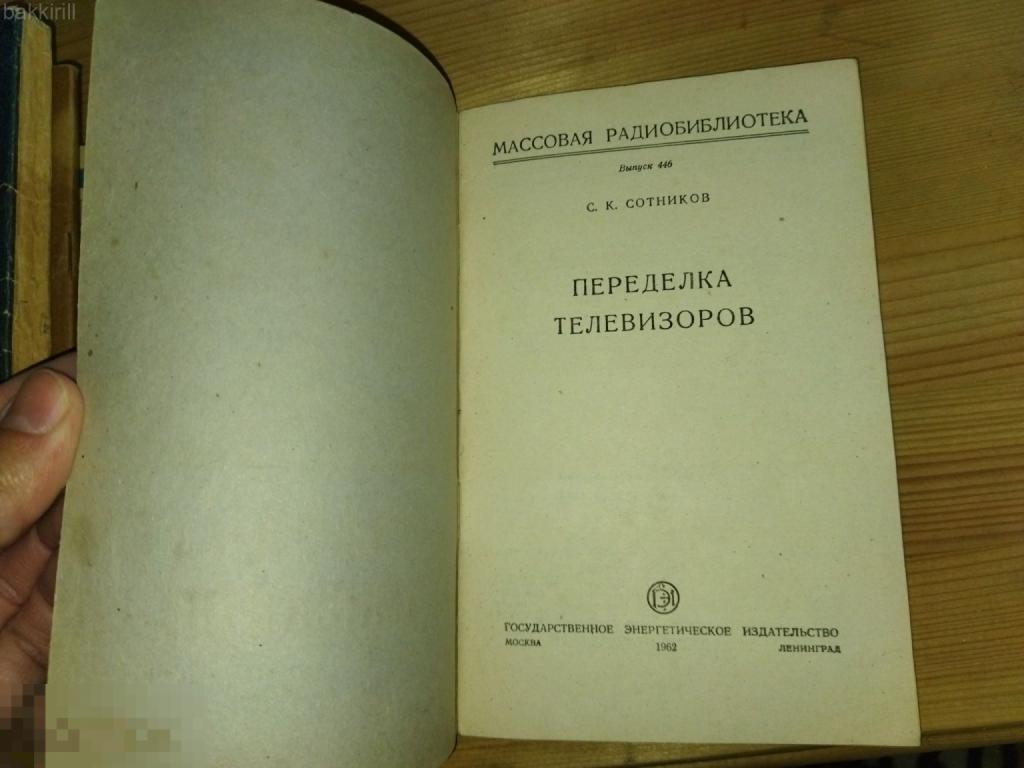 bakkirill
МАССОВАЯ РАДИОБИБЛИОТЕКА
Выпуск 446
С. К. СОТНИКОВ
ПЕРЕДЕЛКА
ТЕЛЕВИЗОРОВ
ГЭИ
ГОСУДАРСТВЕННОЕ ЭНЕРГЕТИЧЕСКОЕ ИЗДАТЕЛЬСТВО
МОСКВА 1962 ЛЕНИНГРАД